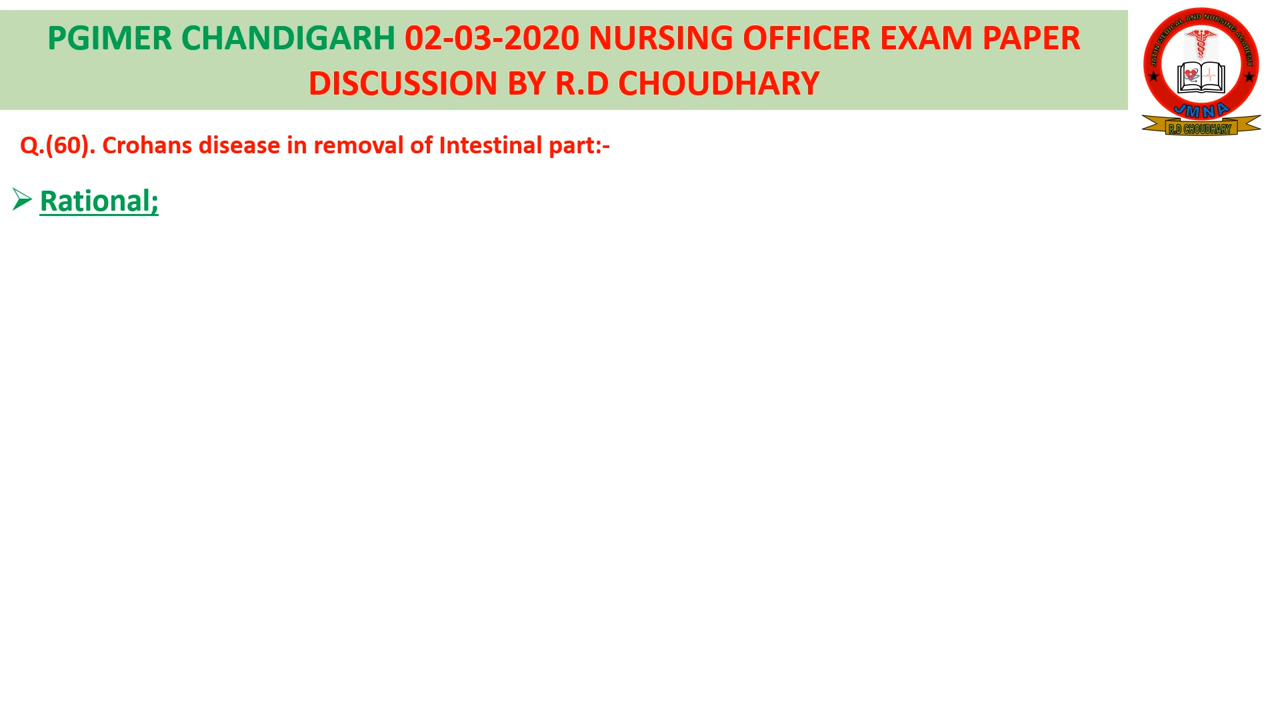 PGIMER CHANDIGARH 02-03-2020 NURSING OFFICER EXAM PAPER
DISCUSSION BY R.D CHOUDHARY
JMNA
R.D CHOUDHARY
Q.(60). Crohans disease in removal of Intestinal part:-
Rational;